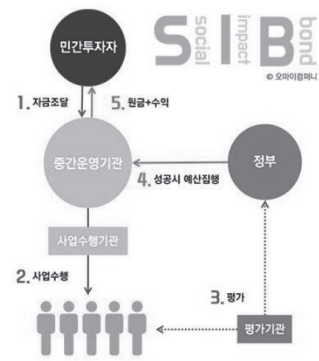 민간투자자
SIB
social
impact
bond
© 오마이컴퍼니
1. 자금조달
5. 원금+수익
중간운영기관
정부
4. 성공시 예산집행
사업수행기관
2. 사업수행
3. 평가
평가기관